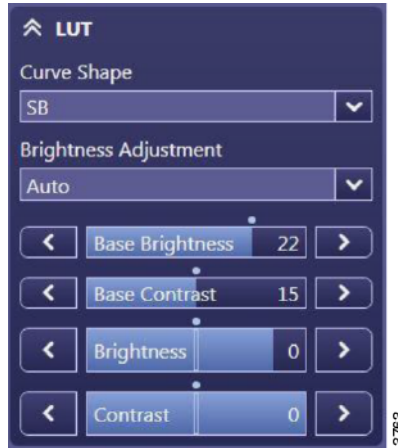 LUT
Curve Shape
SB
Brightness Adjustment
Auto
Base Brightness 22
Base Contrast 15
Brightness 0
Contrast 0